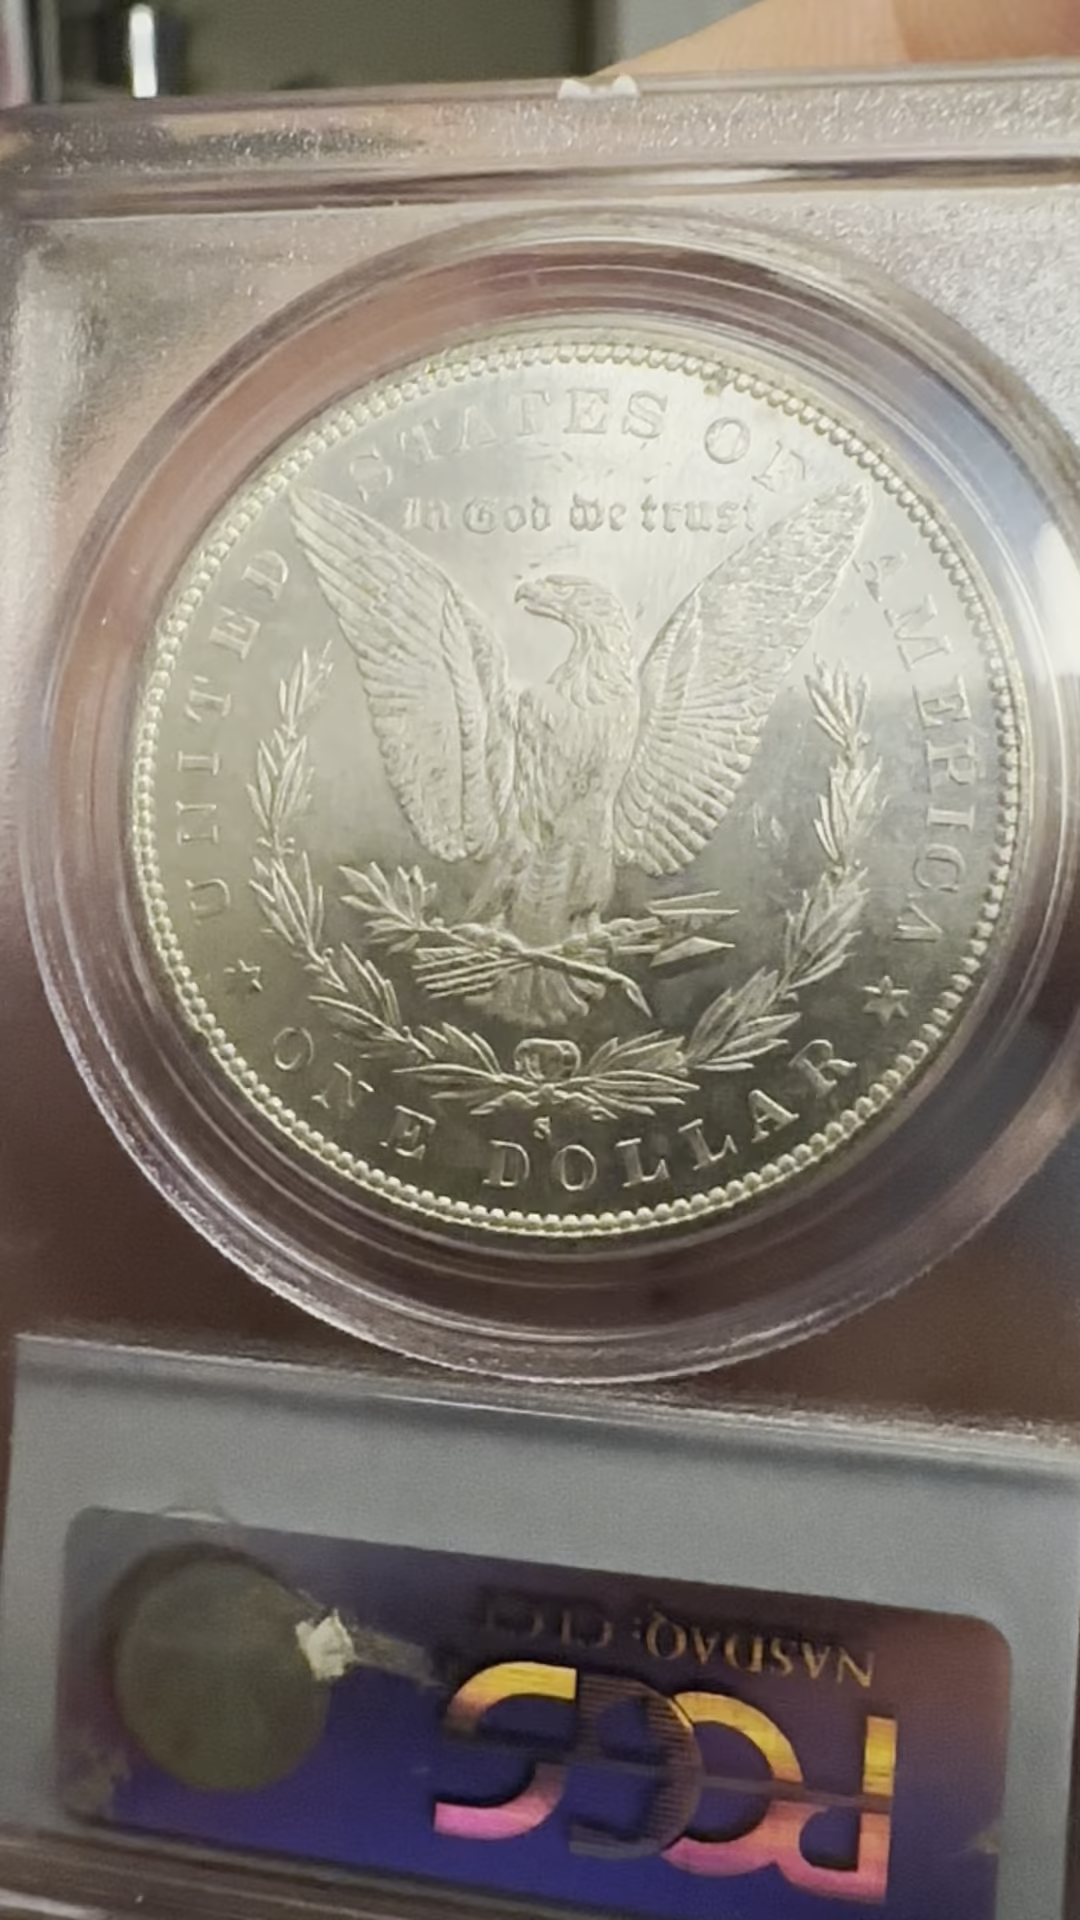 UNITED STATES OF AMERICA
In God we trust
S
ONE DOLLAR
NASDAQ: CLCT
PCGS